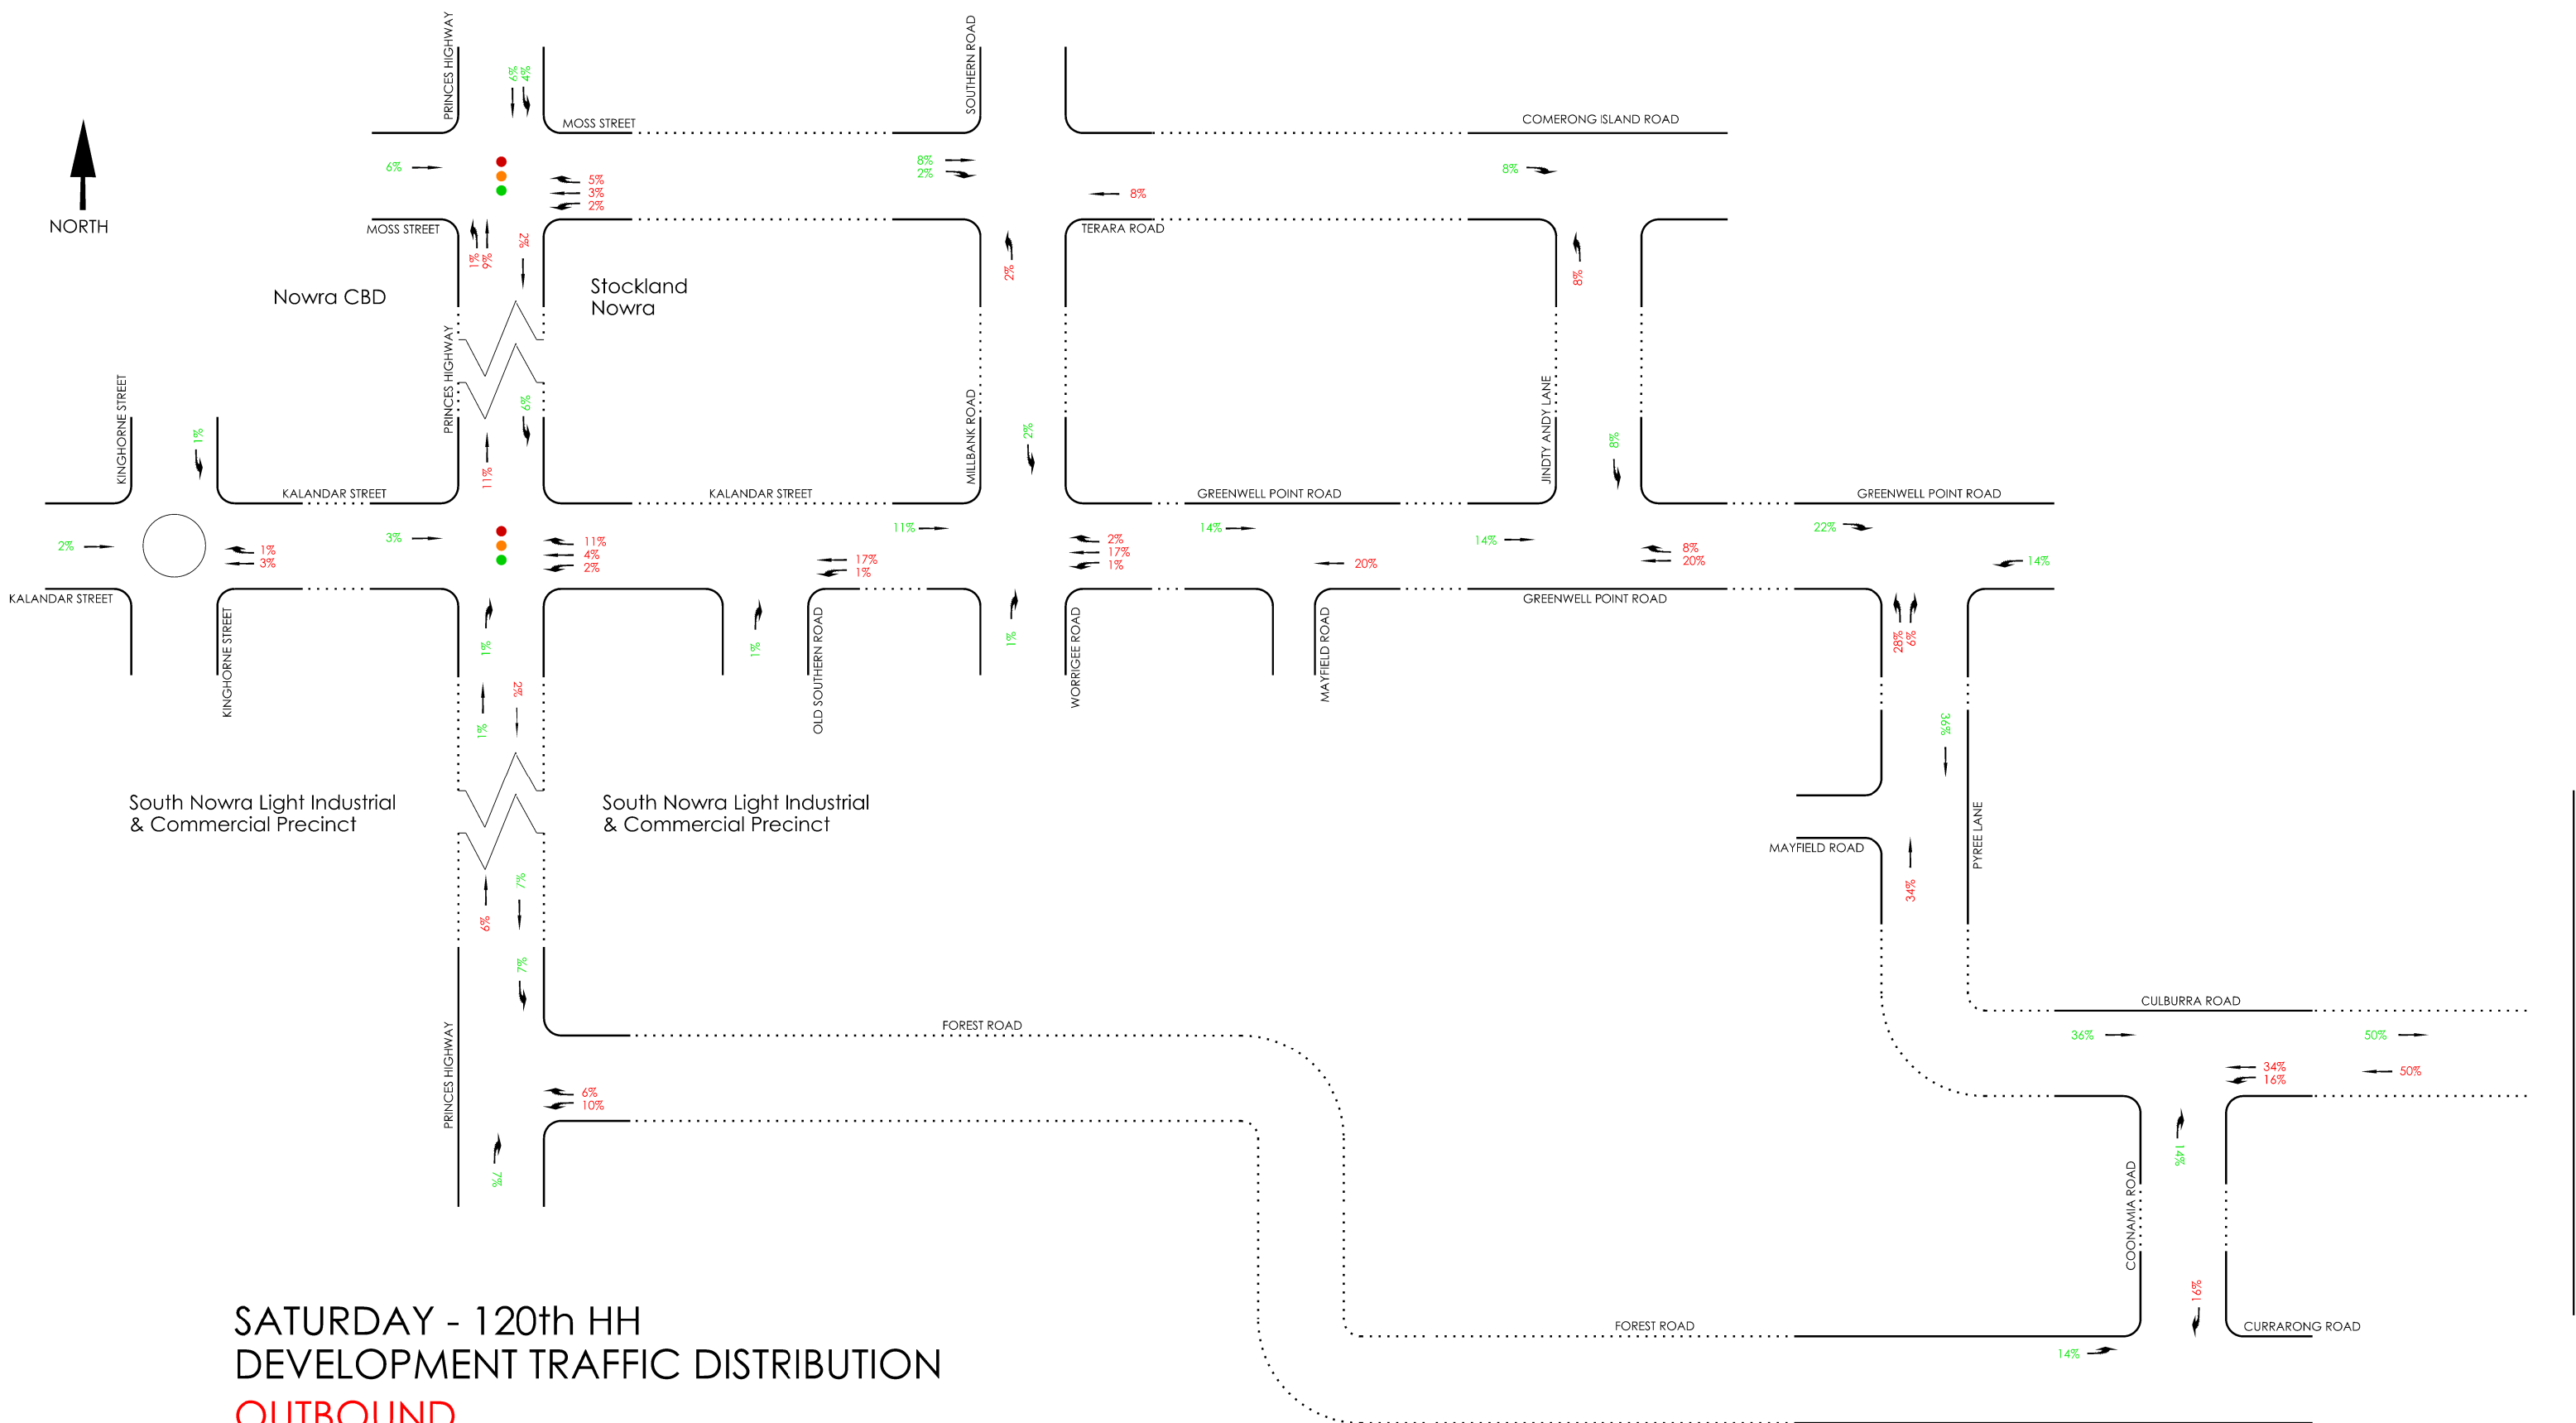 PRINCES HIGHWAY
6%
4%
SOUTHERN ROAD
MOSS STREET
COMERONG ISLAND ROAD
6%
5%
3%
2%
8%
2%
8%
8%
NORTH
MOSS STREET
TERARA ROAD
1%
9%
2%
2%
8%
Nowra CBD
Stockland
Nowra
PRINCES HIGHWAY
KINGHORNE STREET
1%
MILLBANK ROAD
2%
JINDTY ANDY LANE
8%
11%
KALANDAR STREET
KALANDAR STREET
GREENWELL POINT ROAD
GREENWELL POINT ROAD
2%
1%
3%
3%
11%
4%
2%
11%
17%
1%
2%
17%
1%
14%
20%
14%
8%
20%
22%
14%
KALANDAR STREET
GREENWELL POINT ROAD
KINGHORNE STREET
1%
1%
2%
1%
OLD SOUTHERN ROAD
1%
WORRIGEE ROAD
MAYFIELD ROAD
28%
36%
South Nowra Light Industrial
& Commercial Precinct
South Nowra Light Industrial
& Commercial Precinct
MAYFIELD ROAD
PYREE LANE
34%
7%
7%
PRINCES HIGHWAY
FOREST ROAD
CULBURRA ROAD
36%
50%
34%
16%
50%
6%
10%
7%
14%
COONAMIA ROAD
16%
FOREST ROAD
CURRARONG ROAD
14%
SATURDAY - 120th HH
DEVELOPMENT TRAFFIC DISTRIBUTION
OUTBOUND